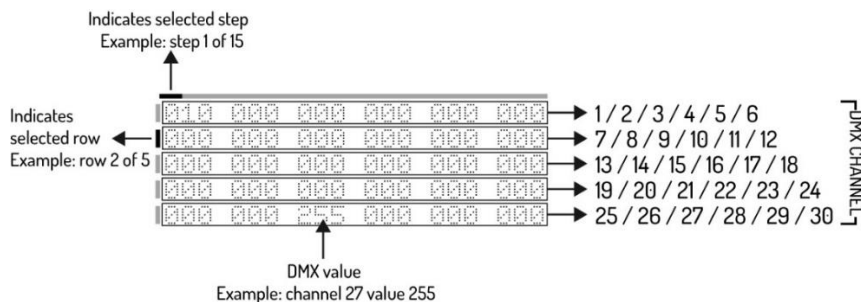 Indicates selected step
Example: step 1 of 15
010 000 000 000 000 000
1 / 2 / 3 / 4 / 5 / 6
Indicates
selected row
Example: row 2 of 5
000 000 000 000 000 000
7 / 8 / 9 / 10 / 11 / 12
000 000 000 000 000 000
13 / 14 / 15 / 16 / 17 / 18
000 000 000 000 000 000
19 / 20 / 21 / 22 / 23 / 24
000 000 255 000 000 000
25 / 26 / 27 / 28 / 29 / 30
DMX CHANNEL
DMX value
Example: channel 27 value 255